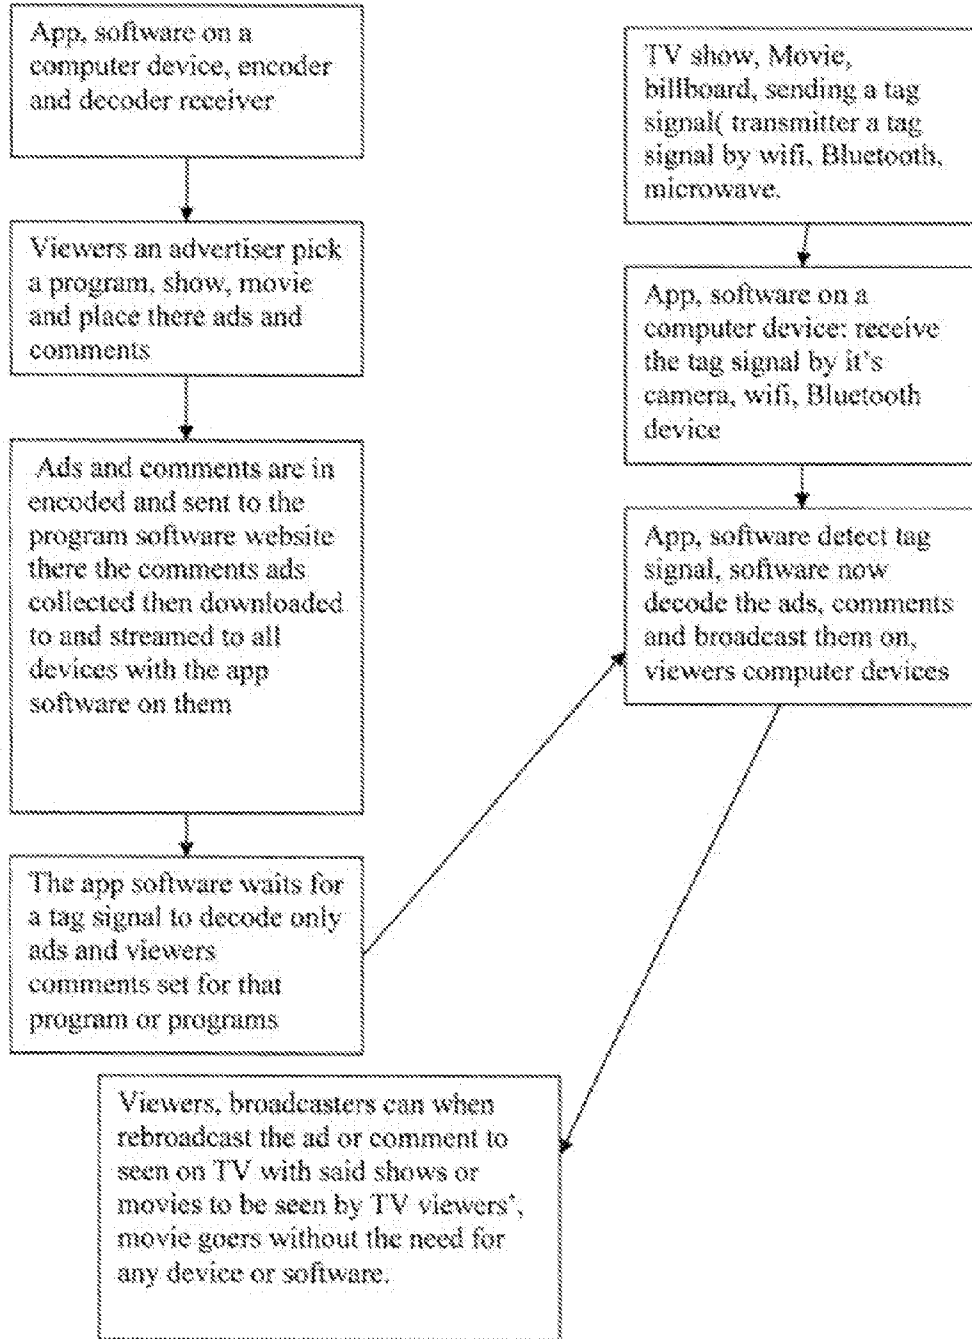 App, software on a
computer device, encoder
and decoder receiver
Viewers an advertiser pick
a program, show, movie
and place there ads and
comments
Ads and comments are in
encoded and sent to the
program software website
there the comments ads
collected then downloaded
to and streamed to all
devices with the app
software on them
The app software waits for
a tag signal to decode only
ads and viewers
comments set for that
program or programs
TV show, Movie,
billboard, sending a tag
signal( transmitter a tag
signal by wifi, Bluetooth,
microwave.
App, software on a
computer device: receive
the tag signal by it's
camera, wifi, Bluetooth
device
App, software detect tag
signal, software now
decode the ads, comments
and broadcast them on,
viewers computer devices
Viewers, broadcasters can when
rebroadcast the ad or comment to
seen on TV with said shows or
movies to be seen by TV viewers',
movie goers without the need for
any device or software.